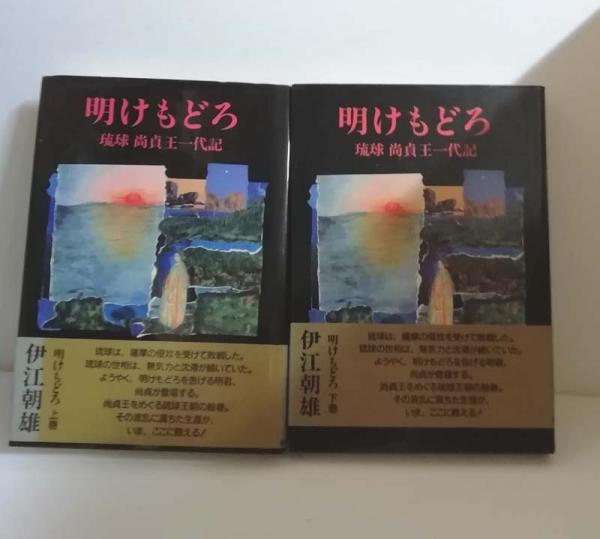 明けもどろ
琉球 尚貞王一代記
伊江朝雄
明けもどろ 上巻
琉球は、薩摩の侵攻を受けて敗頽した。
琉球の世相は、無気力と沈滞が続いていた。
ようやく、明けもどろを告げる明君、
尚貞が登場する。
尚貞王をめぐる琉球王朝の絵巻。
その波乱に満ちた生涯が、
いま、ここに甦える!
明けもどろ
琉球 尚貞王一代記
伊江朝雄
明けもどろ 下巻
琉球は、薩摩の侵攻を受けて敗頽した。
琉球の世相は、無気力と沈滞が続いていた。
ようやく、明けもどろを告げる明君、
尚貞が登場する。
尚貞王をめぐる琉球王朝の絵巻。
その波乱に満ちた生涯が、
いま、ここに甦える!